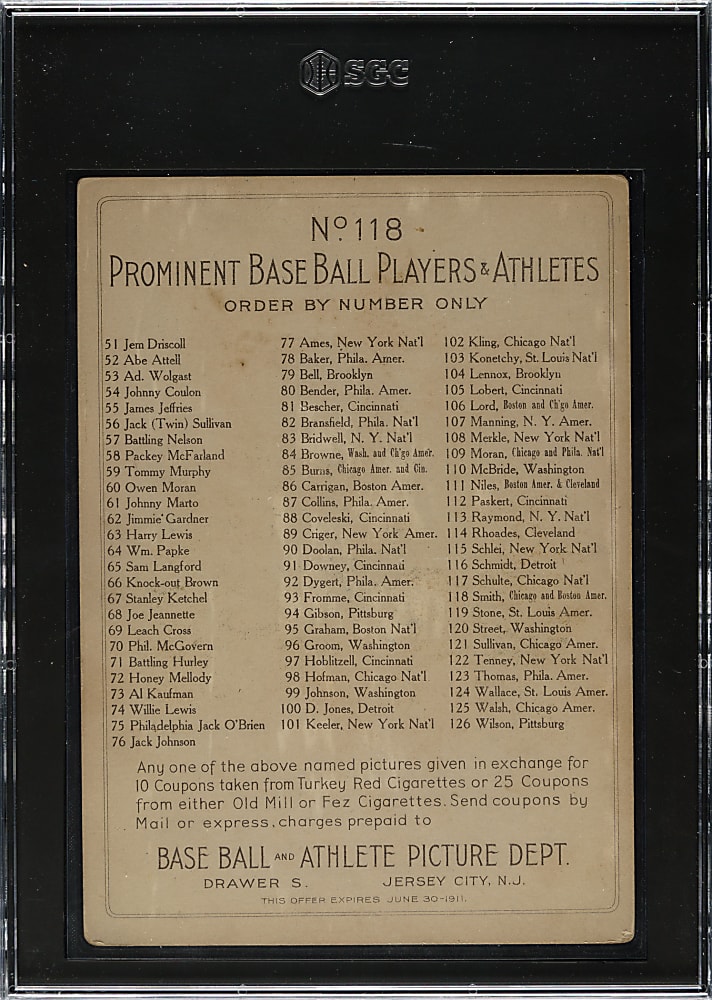 SGC
Nº 118
PROMINENT BASE BALL PLAYERS & ATHLETES
ORDER BY NUMBER ONLY
51 Jem Driscoll
52 Abe Attell
53 Ad. Wolgast
54 Johnny Coulon
55 James Jeffries
56 Jack (Twin) Sullivan
57 Battling Nelson
58 Packey McFarland
59 Tommy Murphy
60 Owen Moran
61 Johnny Marto
62 Jimmie Gardner
63 Harry Lewis
64 Wm. Papke
65 Sam Langford
66 Knock-out Brown
67 Stanley Ketchel
68 Joe Jeannette
69 Leach Cross
70 Phil. McGovern
71 Battling Hurley
72 Honey Mellody
73 Al Kaufman
74 Willie Lewis
75 Philadelphia Jack O'Brien
76 Jack Johnson
77 Ames, New York Nat'l
78 Baker, Phila. Amer.
79 Bell, Brooklyn
80 Bender, Phila. Amer.
81 Bescher, Cincinnati
82 Bransfield, Phila. Nat'l
83 Bridwell, N. Y. Nat'l
84 Browne, Wash. and Ch'go Amer.
85 Burns, Chicago Amer. and Cin.
86 Carrigan, Boston Amer.
87 Collins, Phila. Amer.
88 Coveleski, Cincinnati
89 Criger, New York Amer.
90 Doolan, Phila. Nat'l
91 Downey, Cincinnati
92 Dygert, Phila. Amer.
93 Fromme, Cincinnati
94 Gibson, Pittsburg
95 Graham, Boston Nat'l
96 Groom, Washington
97 Hoblitzell, Cincinnati
98 Hofman, Chicago Nat'l
99 Johnson, Washington
100 D. Jones, Detroit
101 Keeler, New York Nat'l
102 Kling, Chicago Nat'l
103 Konetchy, St. Louis Nat'l
104 Lennox, Brooklyn
105 Lobert, Cincinnati
106 Lord, Boston and Ch'go Amer.
107 Manning, N. Y. Amer.
108 Merkle, New York Nat'l
109 Moran, Chicago and Phila. Nat'l
110 McBride, Washington
111 Niles, Boston Amer. & Cleveland
112 Paskert, Cincinnati
113 Raymond, N. Y. Nat'l
114 Rhoades, Cleveland
115 Schlei, New York Nat'l
116 Schmidt, Detroit
117 Schulte, Chicago Nat'l
118 Smith, Chicago and Boston Amer.
119 Stone, St. Louis Amer.
120 Street, Washington
121 Sullivan, Chicago Amer.
122 Tenney, New York Nat'l
123 Thomas, Phila. Amer.
124 Wallace, St. Louis Amer.
125 Walsh, Chicago Amer.
126 Wilson, Pittsburg
Any one of the above named pictures given in exchange for
10 Coupons taken from Turkey Red Cigarettes or 25 Coupons
from either Old Mill or Fez Cigarettes. Send coupons by
Mail or express, charges prepaid to
BASE BALL AND ATHLETE PICTURE DEPT.
DRAWER S. JERSEY CITY, N.J.
THIS OFFER EXPIRES JUNE 30-1911.